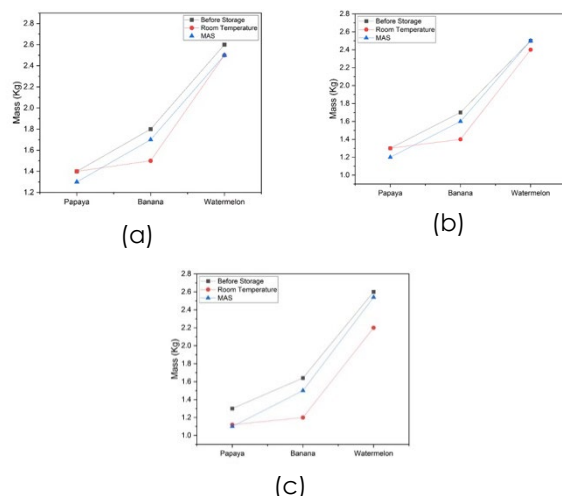 Before Storage
Room Temperature
MAS
Mass (Kg)
2.8
2.6
2.4
2.2
2.0
1.8
1.6
1.4
1.2
Papaya Banana Watermelon
(a)
Before Storage
Room Temperature
MAS
Mass (Kg)
2.8
2.6
2.4
2.2
2.0
1.8
1.6
1.4
1.2
1.0
Papaya Banana Watermelon
(b)
Before Storage
Room Temperature
MAS
Mass (Kg)
2.8
2.6
2.4
2.2
2.0
1.8
1.6
1.4
1.2
1.0
Papaya Banana Watermelon
(c)